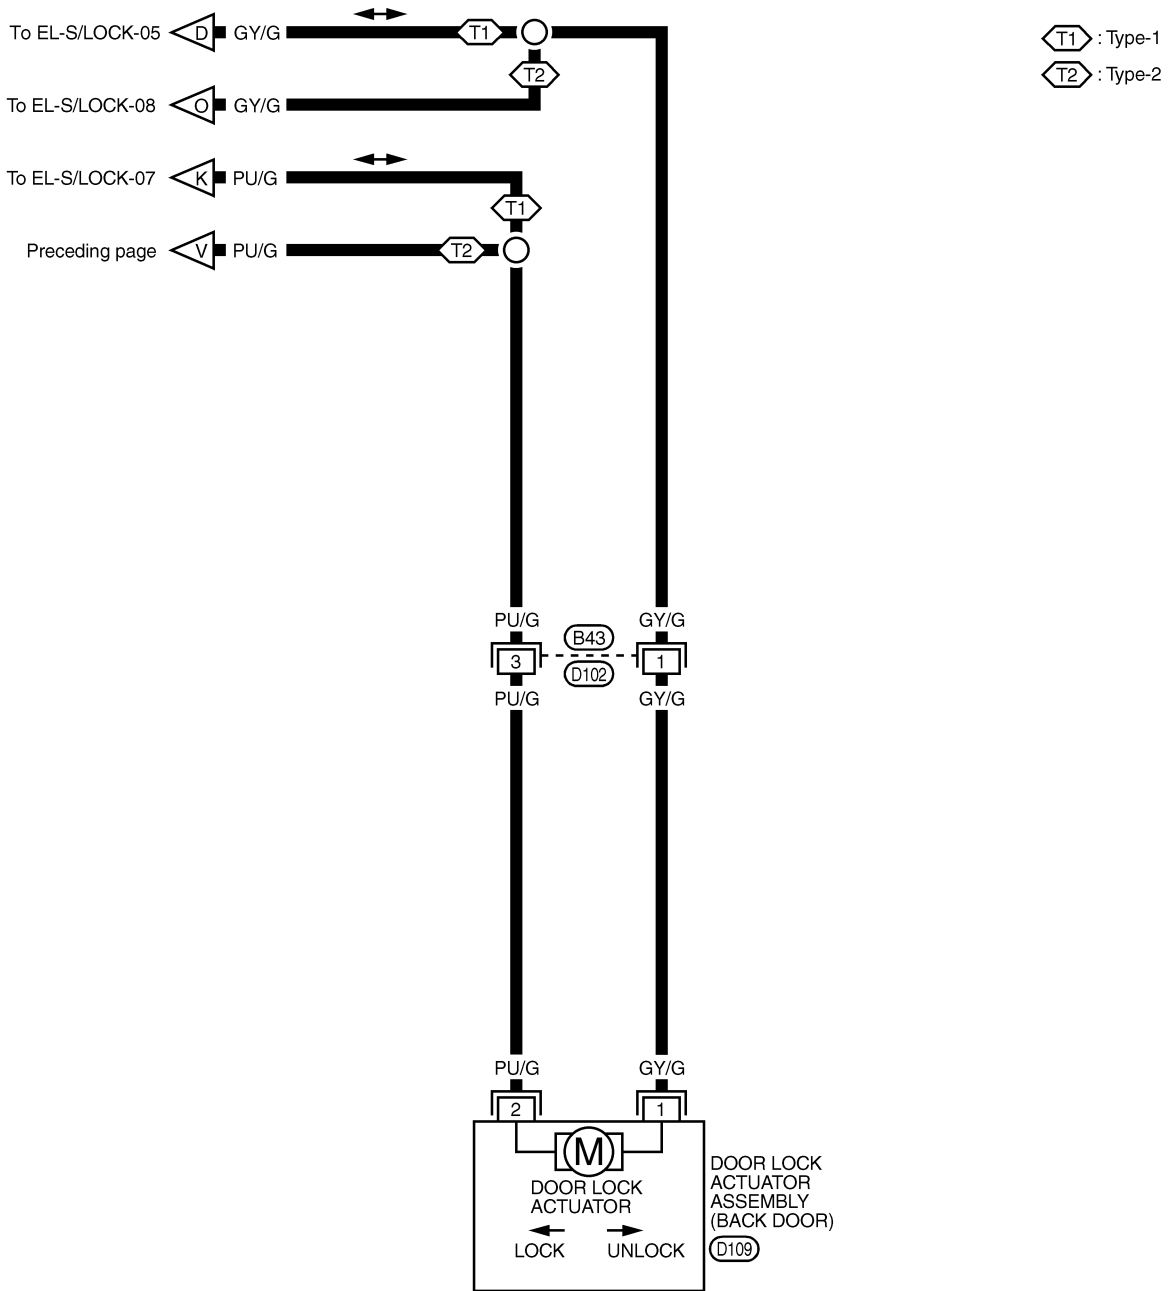 To EL-S/LOCK-05 D GY/G T1
T1 : Type-1
T2
T2 : Type-2
To EL-S/LOCK-08 O GY/G
To EL-S/LOCK-07 K PU/G
T1
Preceding page V PU/G T2
PU/G GY/G
B43
3 1
D102
PU/G GY/G
PU/G GY/G
2 1
M
DOOR LOCK
ACTUATOR
LOCK UNLOCK
DOOR LOCK
ACTUATOR
ASSEMBLY
(BACK DOOR)
D109